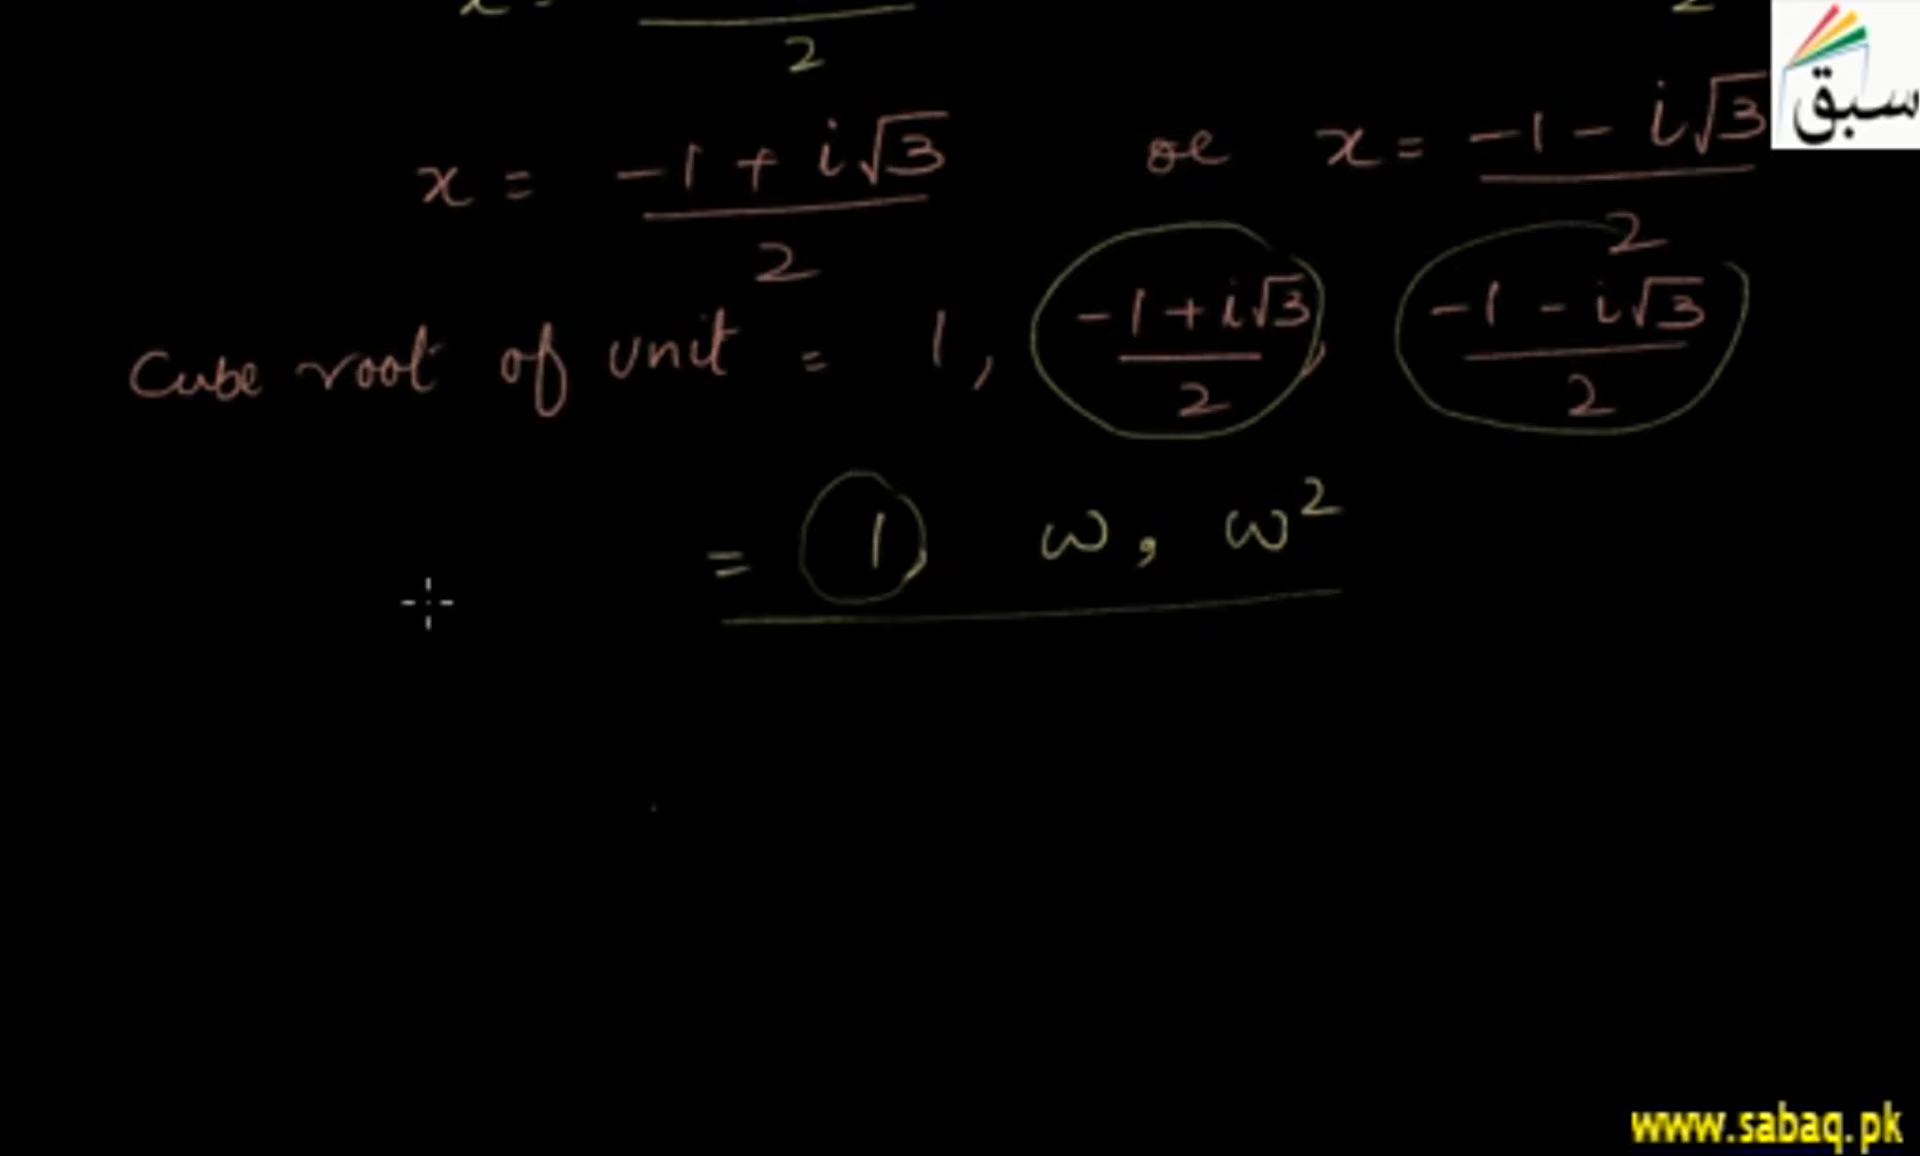 x = ‾‾‾ / 2
سبق
x = (-1 + i√3) / 2 or x = (-1 - i√3) / 2
Cube root of unit = 1, (-1 + i√3) / 2, (-1 - i√3) / 2
= 1 ω, ω²
www.sabaq.pk